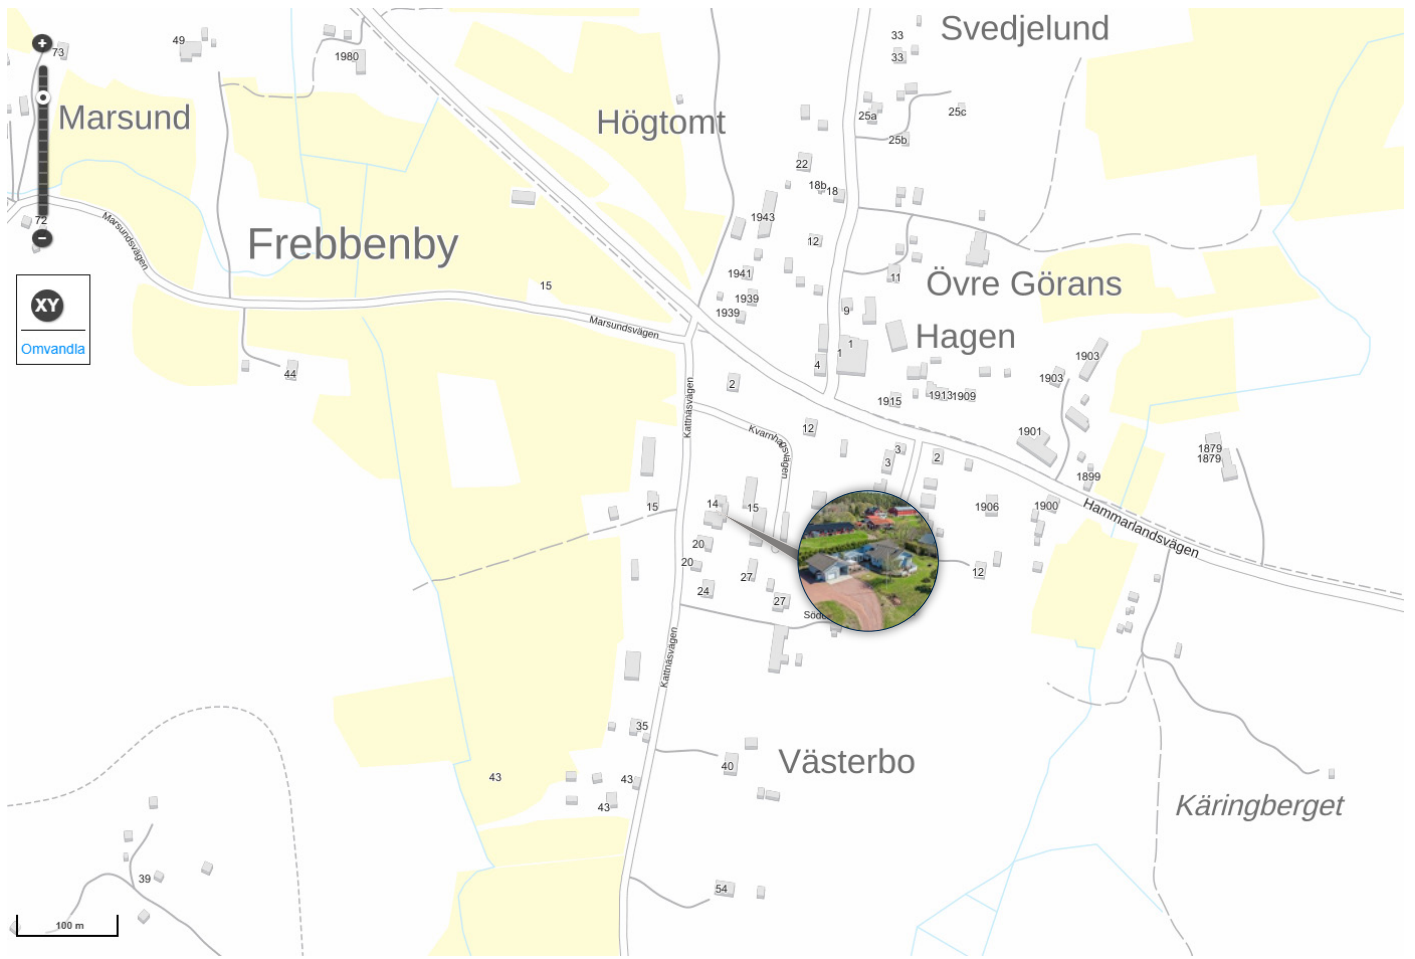 Svedjelund
33
33
49
73
1980
Marsund
Högtomt
25a
25c
25b
22
18b
18
72
Marsundsvägen
1943
12
Frebbenby
1941
11
Övre Görans
15
1939
1939
9
XY
Omvandla
Marsundsvägen
Hagen
1
1
4
1903
1903
44
2
1915
1913
1909
Kattnäsvägen
Kvarnhagsvägen
12
1901
3
3
2
1879
1879
1899
15
14
15
1906
1900
Hammarlandsvägen
20
20
27
12
24
27
Kattnäsvägen
35
40
Västerbo
43
43
43
Käringberget
39
54
100 m